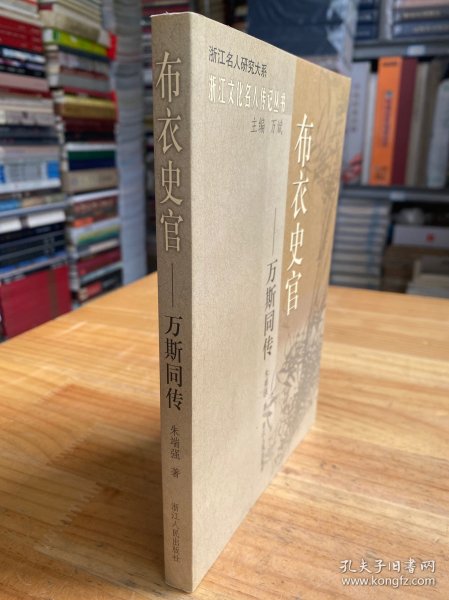 布衣史官——万斯同传
朱端强 著
浙江人民出版社
浙江名人研究大系
浙江文化名人传记丛书
主编 万斌
布衣史官
——万斯同传
朱端强
孔夫子旧书网
www.kongfz.com